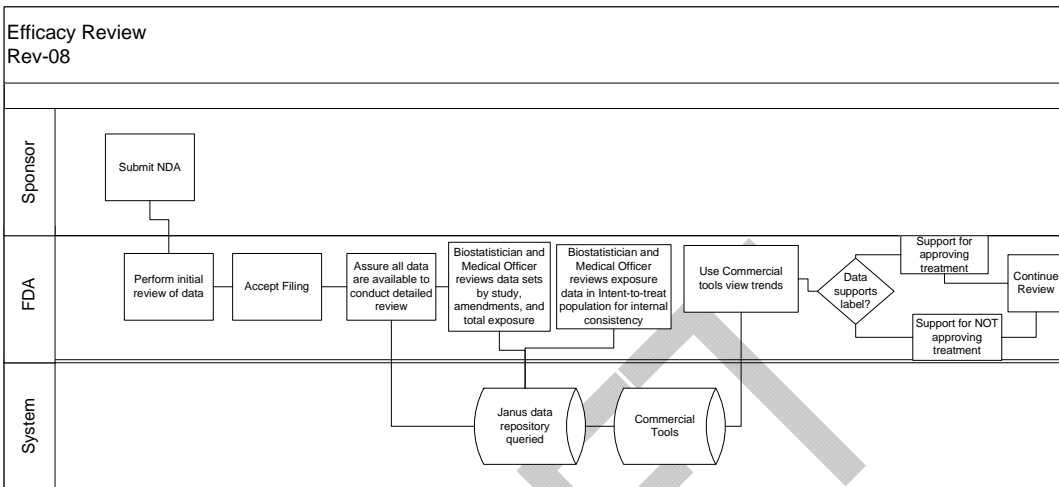 Efficacy Review
Rev-08
Sponsor
Submit NDA
FDA
Perform initial
review of data
Accept Filing
Assure all data
are available to
conduct detailed
review
Biostatistician and
Medical Officer
reviews data sets
by study,
amendments, and
total exposure
Biostatistician and
Medical Officer
reviews exposure
data in Intent-to-treat
population for internal
consistency
Use Commercial
tools view trends
Data
supports
label?
Support for
approving
treatment
Support for NOT
approving
treatment
Continue
Review
System
Janus data
repository
queried
Commercial
Tools